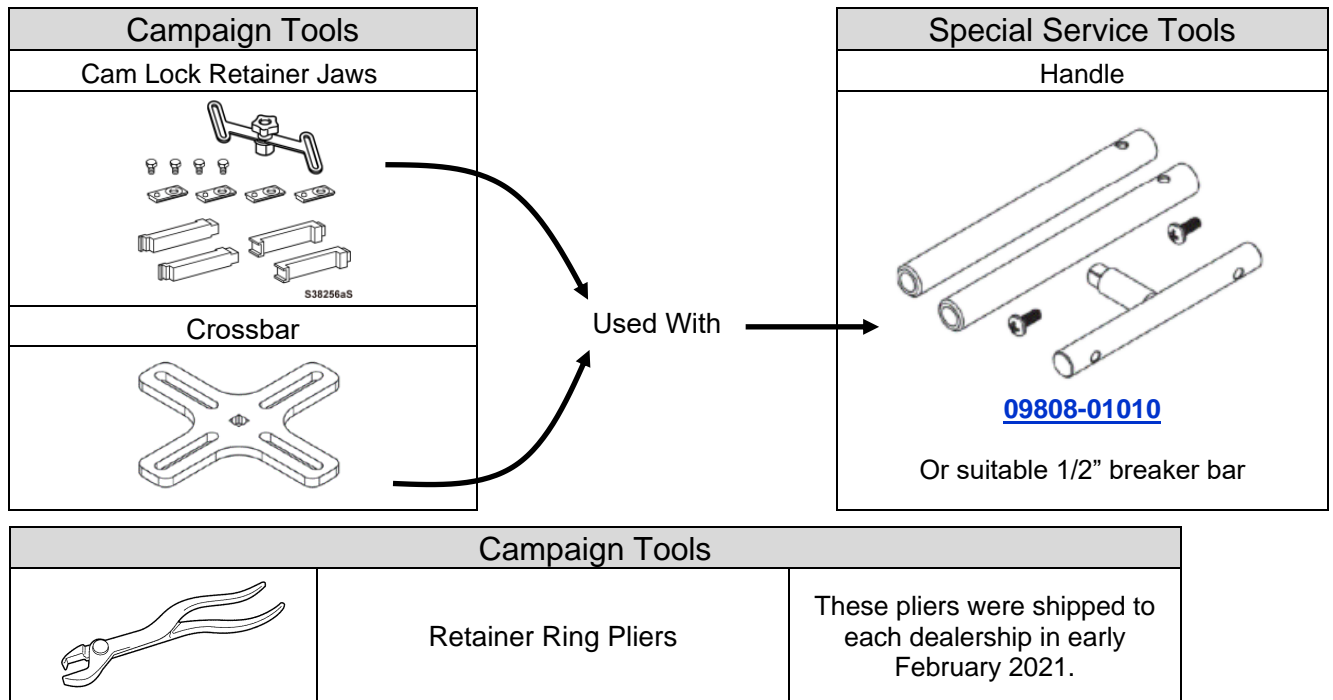 Campaign Tools
Cam Lock Retainer Jaws
S38256aS
Crossbar
Used With
Special Service Tools
Handle
09808-01010
Or suitable 1/2” breaker bar
Campaign Tools
Retainer Ring Pliers
These pliers were shipped to
each dealership in early
February 2021.